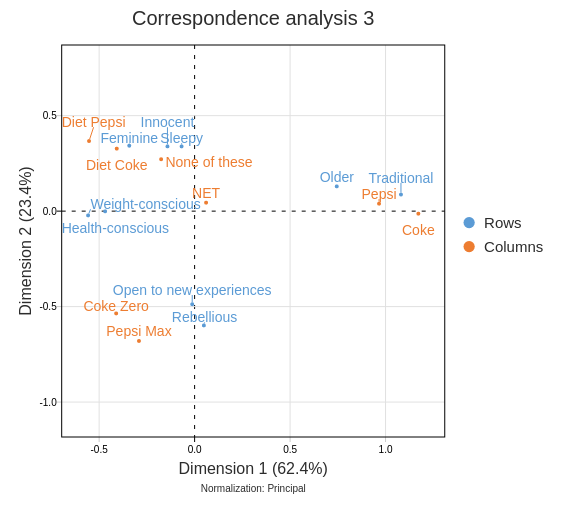 Correspondence analysis 3
Dimension 2 (23.4%)
0.5
0.0
-0.5
-1.0
Diet Pepsi
Innocent
Feminine
Sleepy
Diet Coke
None of these
Older
Traditional
NET
Pepsi
Weight-conscious
Health-conscious
Coke
Open to new experiences
Coke Zero
Rebellious
Pepsi Max
Rows
Columns
-0.5
0.0
0.5
1.0
Dimension 1 (62.4%)
Normalization: Principal